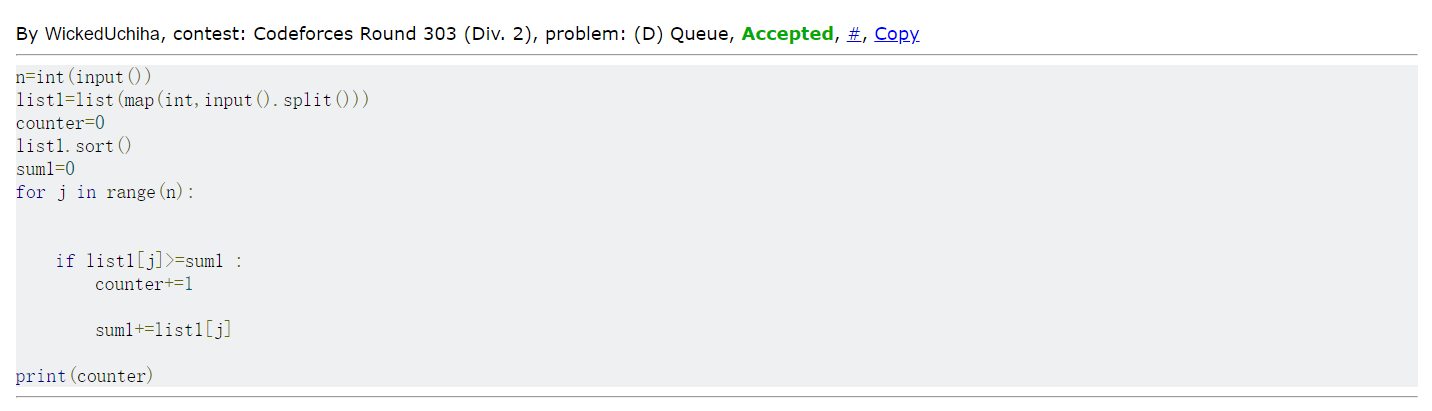 By WickedUchiha, contest: Codeforces Round 303 (Div. 2), problem: (D) Queue, Accepted, #, Copy
n=int(input())
list1=list(map(int,input().split()))
counter=0
list1.sort()
sum1=0
for j in range(n):
    if list1[j]>=sum1 :
        counter+=1
        sum1+=list1[j]
print(counter)